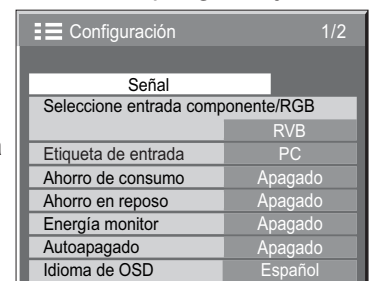 Configuración 1/2
Señal
Seleccione entrada componente/RGB
RVB
Etiqueta de entrada PC
Ahorro de consumo Apagado
Ahorro en reposo Apagado
Energía monitor Apagado
Autoapagado Apagado
Idioma de OSD Español